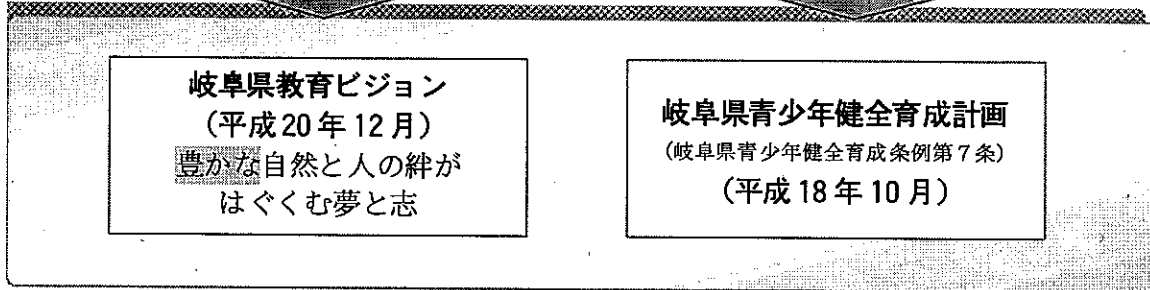 岐阜県教育ビジョン
（平成20年12月）
豊かな自然と人の絆が
はぐくむ夢と志
岐阜県青少年健全育成計画
（岐阜県青少年健全育成条例第７条）
（平成18年10月）